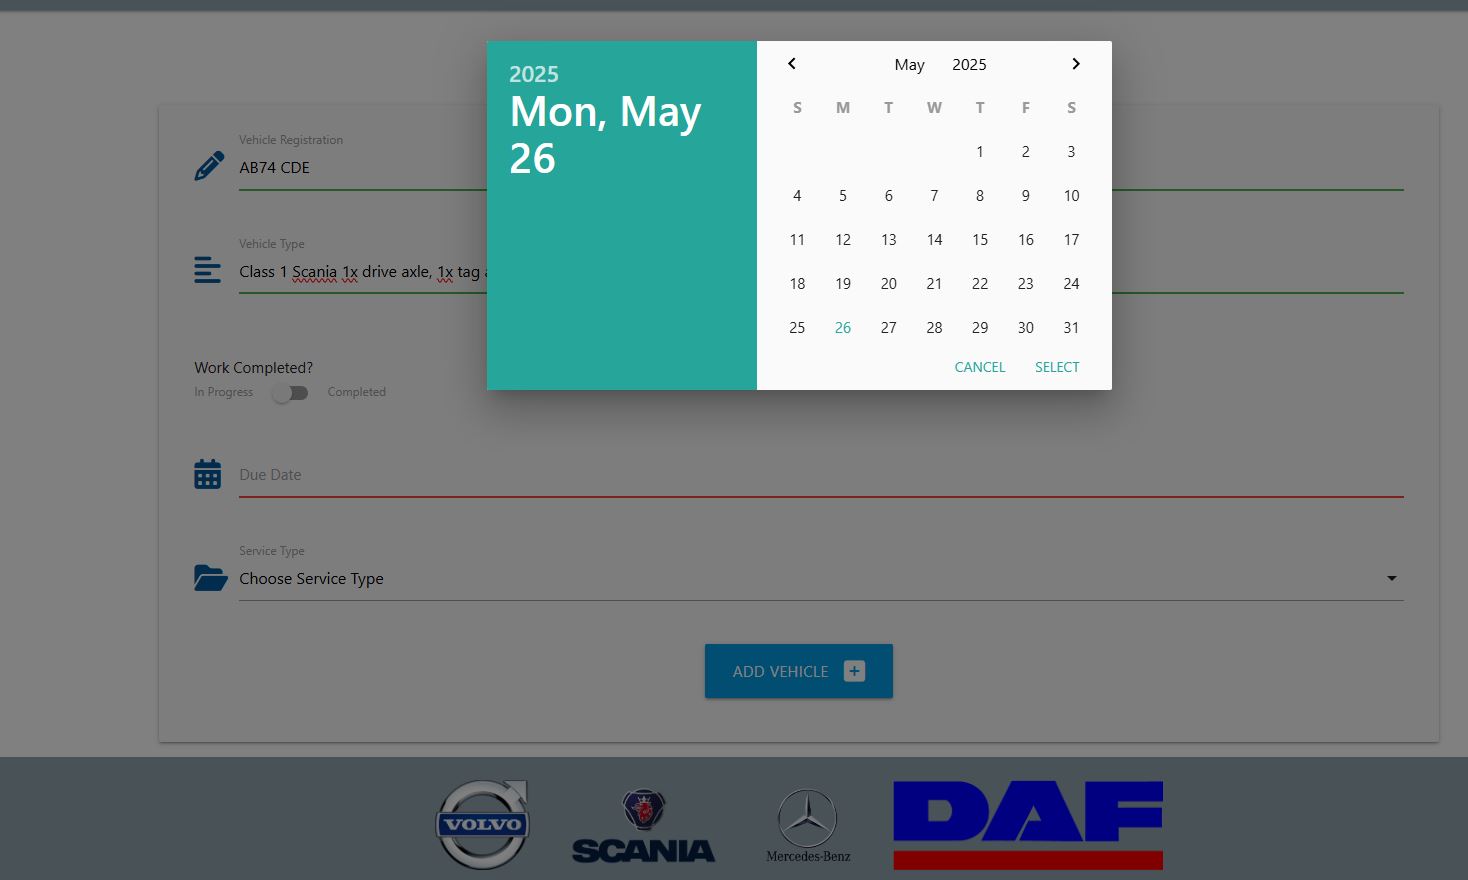 2025
Mon, May
26
May 2025
S M T W T F S
1 2 3
4 5 6 7 8 9 10
11 12 13 14 15 16 17
18 19 20 21 22 23 24
25 26 27 28 29 30 31
CANCEL SELECT
Vehicle Registration
AB74 CDE
Vehicle Type
Class 1 Scania 1x drive axle, 1x tag
Work Completed?
In Progress Completed
Due Date
Service Type
Choose Service Type
ADD VEHICLE
VOLVO
SCANIA
Mercedes-Benz
DAF